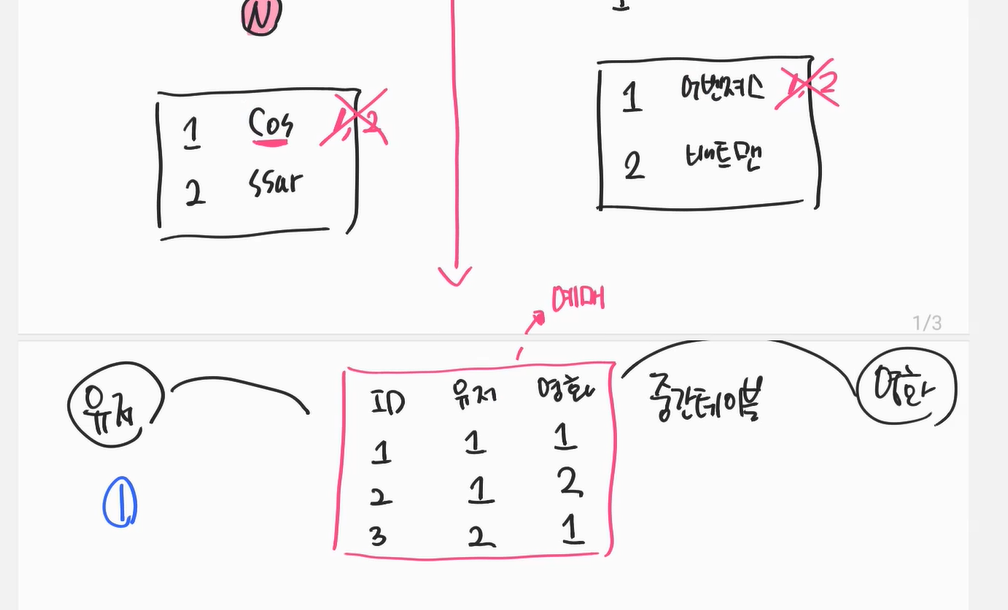 N
1 Cos 1, 2
2 ssar
1 어벤져스 1, 2
2 배트맨
예매
1/3
유저
ID 유저 영화
1 1 1
2 1 2
3 2 1
중간테이블
영화
1